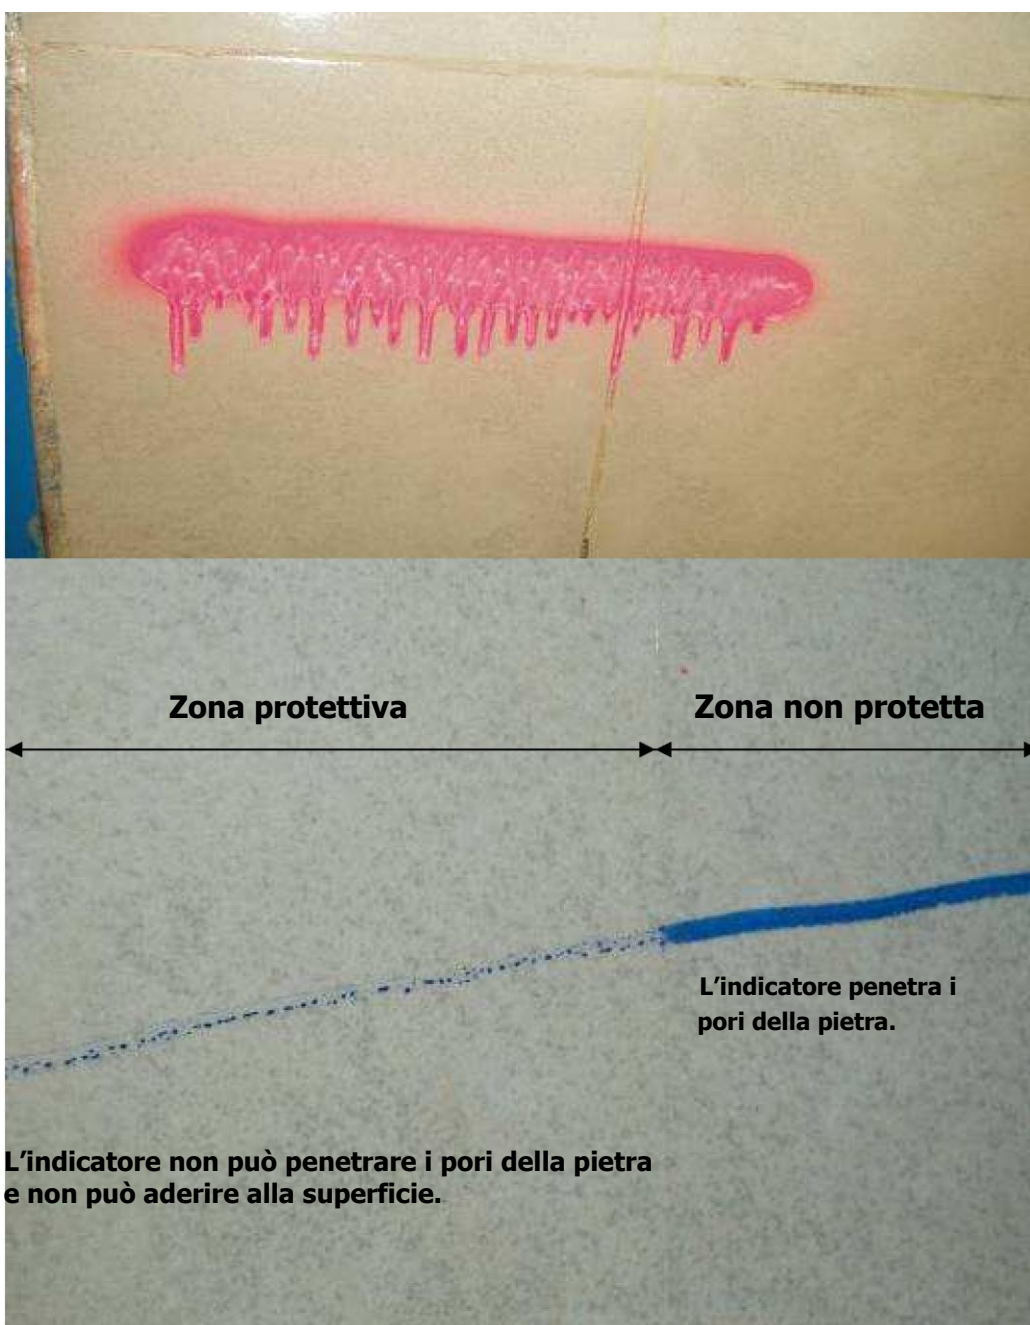 Zona protettiva
Zona non protetta
L’indicatore penetra i
pori della pietra.
L’indicatore non può penetrare i pori della pietra
e non può aderire alla superficie.